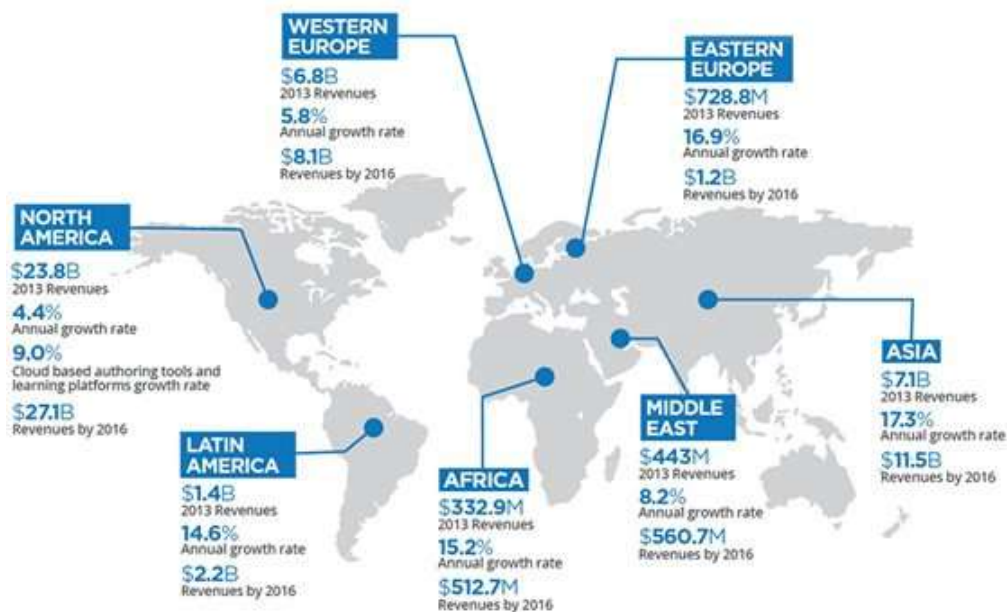 WESTERN
EUROPE
$6.8B
2013 Revenues
5.8%
Annual growth rate
$8.1B
Revenues by 2016
EASTERN
EUROPE
$728.8M
2013 Revenues
16.9%
Annual growth rate
$1.2B
Revenues by 2016
NORTH
AMERICA
$23.8B
2013 Revenues
4.4%
Annual growth rate
9.0%
Cloud based authoring tools and
learning platforms growth rate
$27.1B
Revenues by 2016
LATIN
AMERICA
$1.4B
2013 Revenues
14.6%
Annual growth rate
$2.2B
Revenues by 2016
AFRICA
$332.9M
2013 Revenues
15.2%
Annual growth rate
$512.7M
Revenues by 2016
MIDDLE
EAST
$443M
2013 Revenues
8.2%
Annual growth rate
$560.7M
Revenues by 2016
ASIA
$7.1B
2013 Revenues
17.3%
Annual growth rate
$11.5B
Revenues by 2016